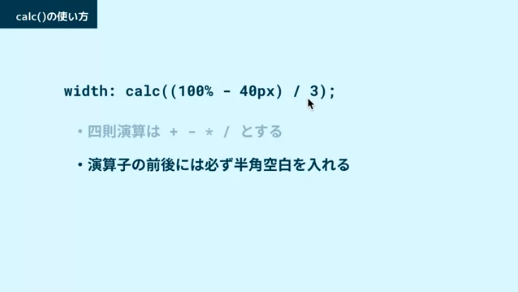 calc()の使い方
width: calc((100% - 40px) / 3);
・四則演算は + - * / とする
・演算子の前後には必ず半角空白を入れる